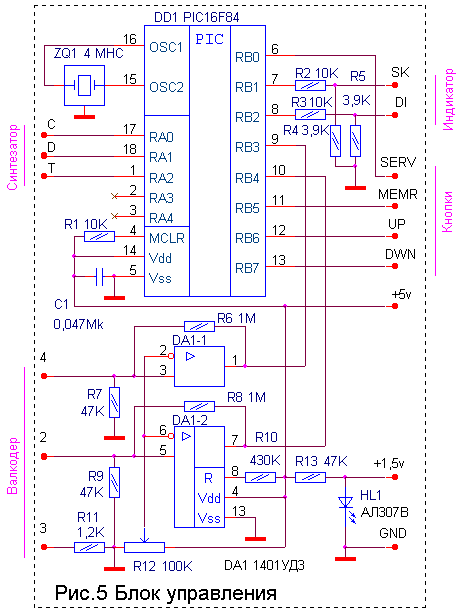 DD1 PIC16F84
ZQ1 4 MHC
16 OSC1 PIC RB0 6
15 OSC2 RB1 7 R2 10K R5 SK
RB2 8 R3 10K 3,9K DI
R4 3,9K
Индикатор
Синтезатор
C 17 RA0 RB3 9
D 18 RA1 RB4 10 SERV
T 1 RA2 RB5 11 MEMR
2 RA3 RB6 12 UP
3 RA4 RB7 13 DWN
Кнопки
R1 10K 4 MCLR
14 Vdd
5 Vss
C1
0,047Mk
+5v
R6 1M
DA1-1
4 2 3 1
R7
47K
R8 1M
DA1-2
2 6 5 7 R10
R9
47K
8 R 430K R13 47K +1,5v
Vdd 4
Vss 13
HL1
АЛ307В
Валкодер
3 R11
1,2K
R12 100K
GND
DA1 1401УД3
Рис.5 Блок управления